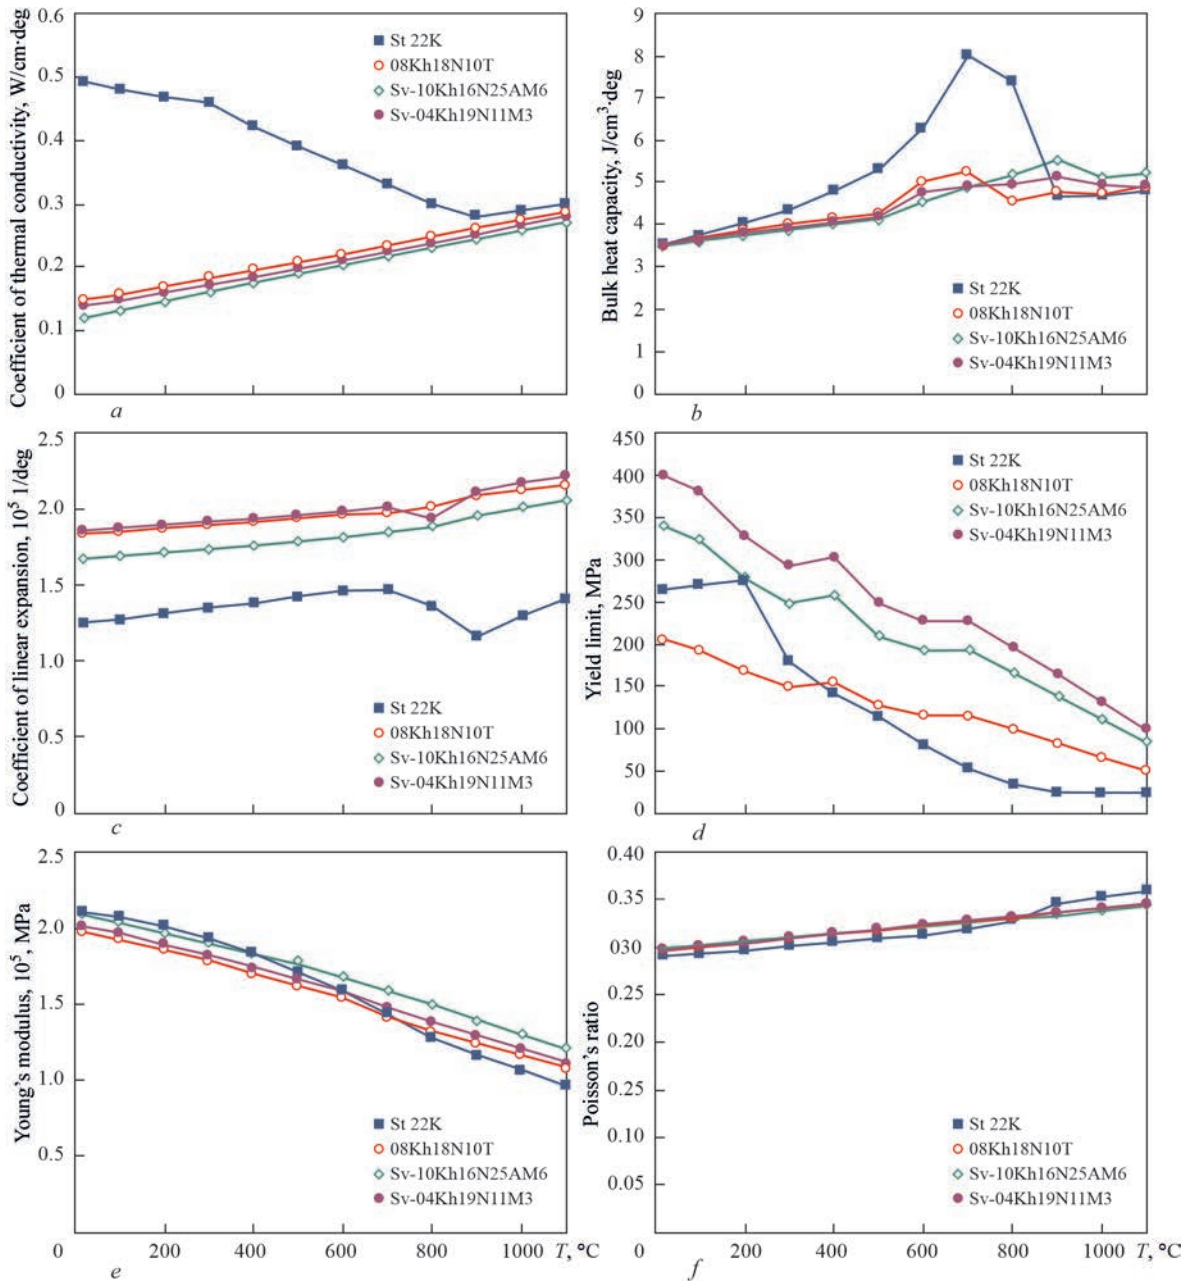 Coefficient of thermal conductivity, W/cm·deg
0.6
0.5
0.4
0.3
0.2
0.1
0
St 22K
08Kh18N10T
Sv-10Kh16N25AM6
Sv-04Kh19N11M3
a
Bulk heat capacity, J/cm³·deg
9
8
7
6
5
4
3
2
1
0
St 22K
08Kh18N10T
Sv-10Kh16N25AM6
Sv-04Kh19N11M3
b
Coefficient of linear expansion, 10⁵ 1/deg
2.5
2.0
1.5
1.0
0.5
0
St 22K
08Kh18N10T
Sv-10Kh16N25AM6
Sv-04Kh19N11M3
c
Yield limit, MPa
450
400
350
300
250
200
150
100
50
0
St 22K
08Kh18N10T
Sv-10Kh16N25AM6
Sv-04Kh19N11M3
d
Young's modulus, 10⁵, MPa
2.5
2.0
1.5
1.0
0.5
St 22K
08Kh18N10T
Sv-10Kh16N25AM6
Sv-04Kh19N11M3
0 200 400 600 800 1000 T, °C
e
Poisson's ratio
0.40
0.35
030
0.25
0.20
0.25
0.10
0.05
St 22K
08Kh18N10T
Sv-10Kh16N25AM6
Sv-04Kh19N11M3
0 200 400 600 800 1000 T, °C
f